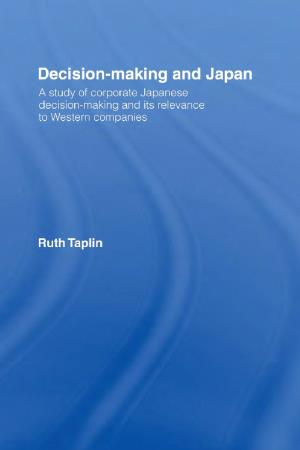 Decision-making and Japan
A study of corporate Japanese
decision-making and its relevance
to Western companies
Ruth Taplin